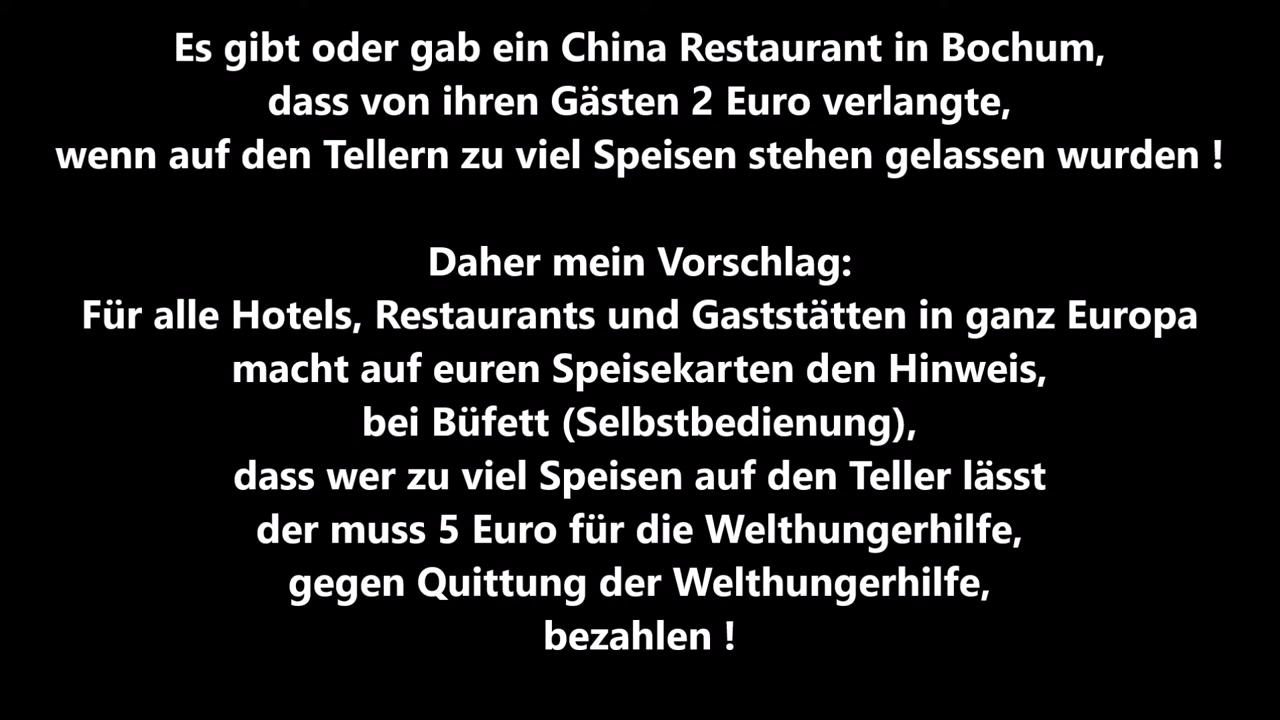 Es gibt oder gab ein China Restaurant in Bochum,
dass von ihren Gästen 2 Euro verlangte,
wenn auf den Tellern zu viel Speisen stehen gelassen wurden !
Daher mein Vorschlag:
Für alle Hotels, Restaurants und Gaststätten in ganz Europa
macht auf euren Speisekarten den Hinweis,
bei Büfett (Selbstbedienung),
dass wer zu viel Speisen auf den Teller lässt
der muss 5 Euro für die Welthungerhilfe,
gegen Quittung der Welthungerhilfe,
bezahlen !